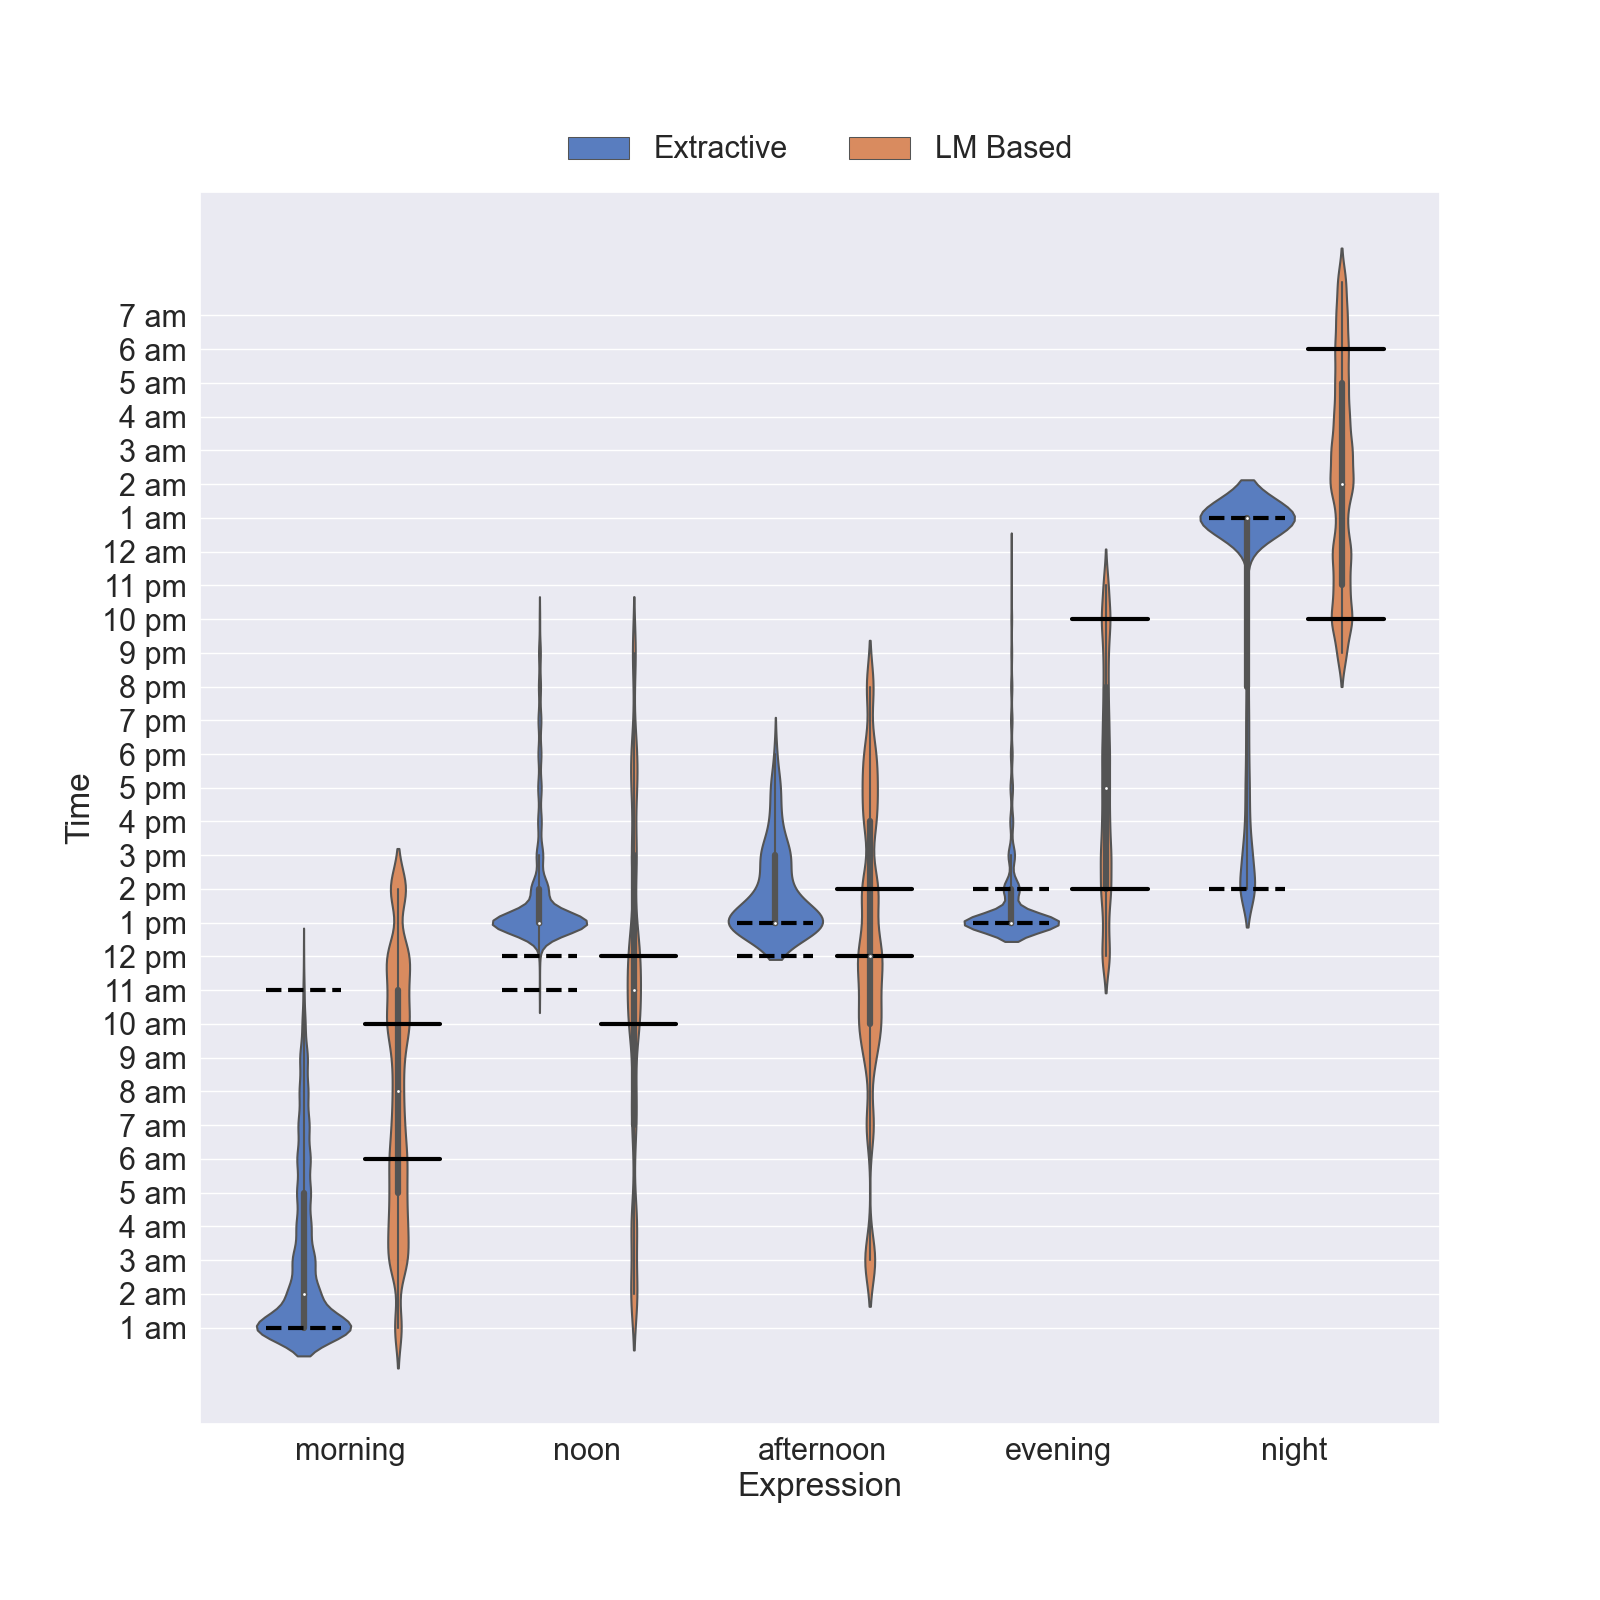 Extractive
LM Based
7 am
6 am
5 am
4 am
3 am
2 am
1 am
12 am
11 pm
10 pm
9 pm
8 pm
7 pm
6 pm
5 pm
4 pm
3 pm
2 pm
1 pm
12 pm
11 am
10 am
9 am
8 am
7 am
6 am
5 am
4 am
3 am
2 am
1 am
Time
morning
noon
afternoon
evening
night
Expression